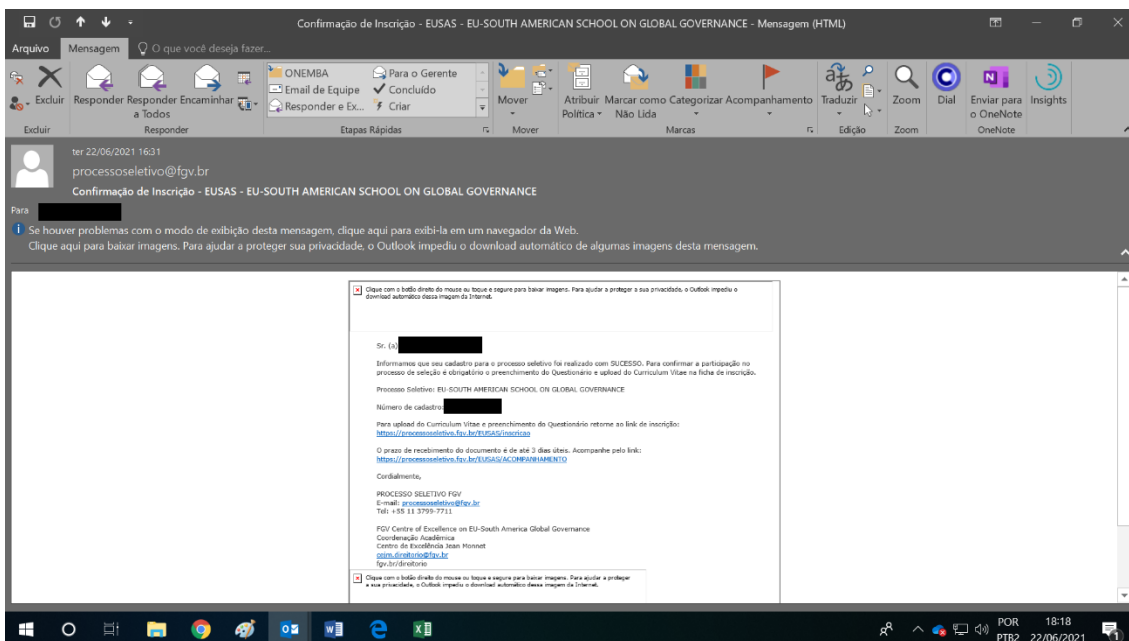 Confirmação de Inscrição - EUSAS - EU-SOUTH AMERICAN SCHOOL ON GLOBAL GOVERNANCE - Mensagem (HTML)
Arquivo Mensagem O que você deseja fazer...
ONEMBA Para o Gerente
Email de Equipe Concluído
Responder e Ex... Criar
Excluir Responder Responder a Todos Encaminhar Mover Atribuir Política Marcar como Não Lida Categorizar Acompanhamento Traduzir Zoom Dial Enviar para o OneNote Insights
Excluir Responder Etapas Rápidas Mover Marcas Edição Zoom OneNote
ter 22/06/2021 16:31
processoseletivo@fgv.br
Confirmação de Inscrição - EUSAS - EU-SOUTH AMERICAN SCHOOL ON GLOBAL GOVERNANCE
Para
Se houver problemas com o modo de exibição desta mensagem, clique aqui para exibi-la em um navegador da Web.
Clique aqui para baixar imagens. Para ajudar a proteger sua privacidade, o Outlook impediu o download automático de algumas imagens desta mensagem.
Clique com o botão direito do mouse ou toque e segure para baixar imagens. Para ajudar a proteger a sua privacidade, o Outlook impediu o
download automático dessa imagem da Internet.
Sr. (a)
Informamos que seu cadastro para o processo seletivo foi realizado com SUCESSO. Para confirmar a participação no
processo de seleção é obrigatório o preenchimento do Questionário e upload do Curriculum Vitae na ficha de inscrição.
Processo Seletivo: EU-SOUTH AMERICAN SCHOOL ON GLOBAL GOVERNANCE
Número de cadastro:
Para upload do Curriculum Vitae e preenchimento do Questionário retorne ao link de inscrição:
https://processoseletivo.fgv.br/EUSAS/inscricao
O prazo de recebimento do documento é de até 3 dias úteis. Acompanhe pelo link:
https://processoseletivo.fgv.br/EUSAS/ACOMPANHAMENTO
Cordialmente,
PROCESSO SELETIVO FGV
E-mail: processoseletivo@fgv.br
Tel: +55 11 3799-7711
FGV Centre of Excellence on EU-South America Global Governance
Coordenação Acadêmica
Centro de Excelência Jean Monnet
cejm.direitorio@fgv.br
fgv.br/direitorio
Clique com o botão direito do mouse ou toque e segure para baixar imagens. Para ajudar a proteger
a sua privacidade, o Outlook impediu o download automático dessa imagem da Internet.
POR 18:18
PTB2 22/06/2021